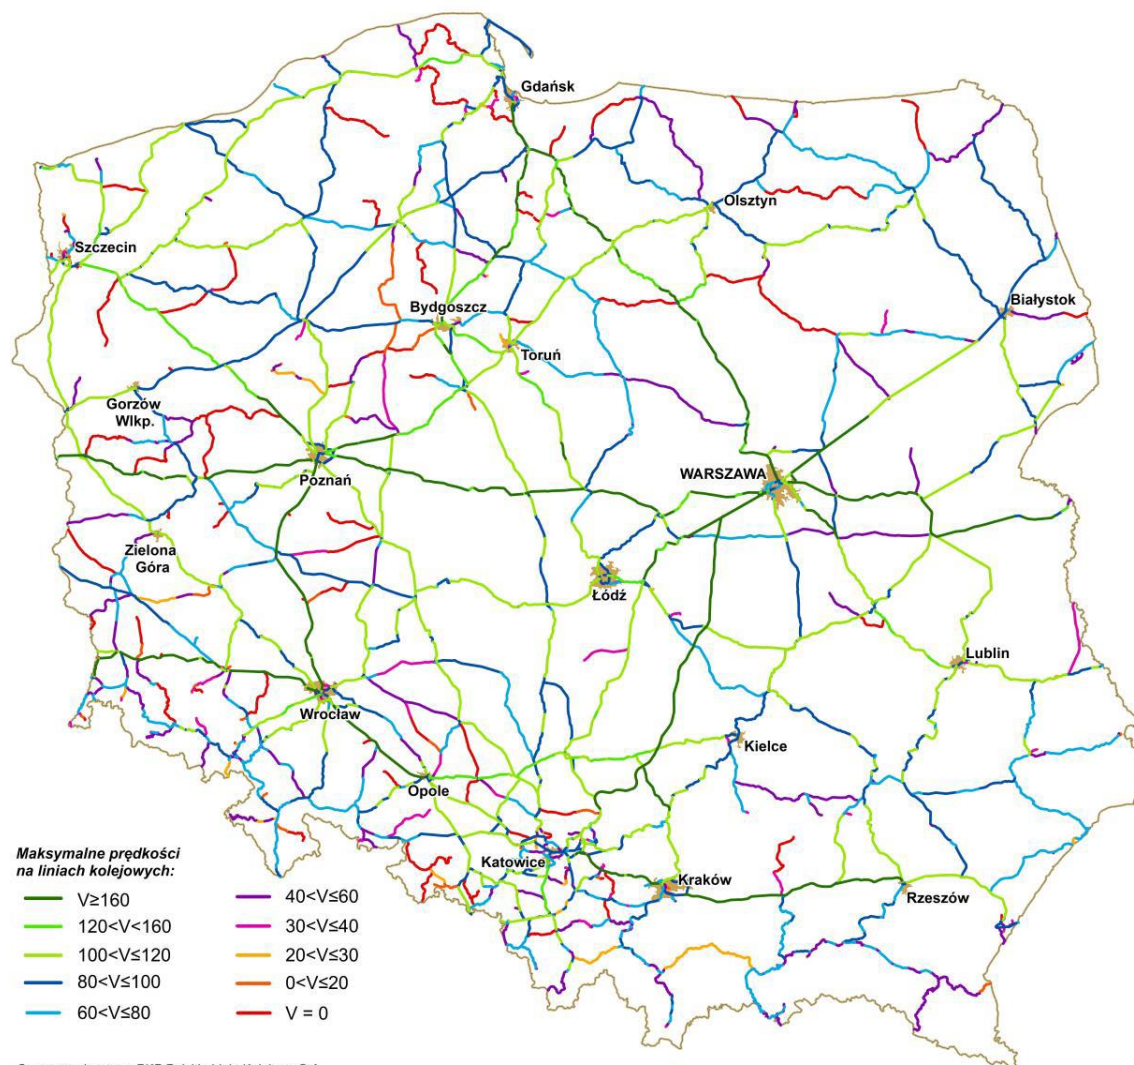 Gdańsk
Olsztyn
Szczecin
Białystok
Bydgoszcz
Toruń
Gorzów
Wlkp.
WARSZAWA
Poznań
Zielona
Góra
Łódź
Lublin
Wrocław
Kielce
Opole
Katowice
Kraków
Rzeszów
Maksymalne prędkości
na liniach kolejowych:
V≥160
120<V<160
100<V≤120
80<V≤100
60<V≤80
40<V≤60
30<V≤40
20<V≤30
0<V≤20
V = 0